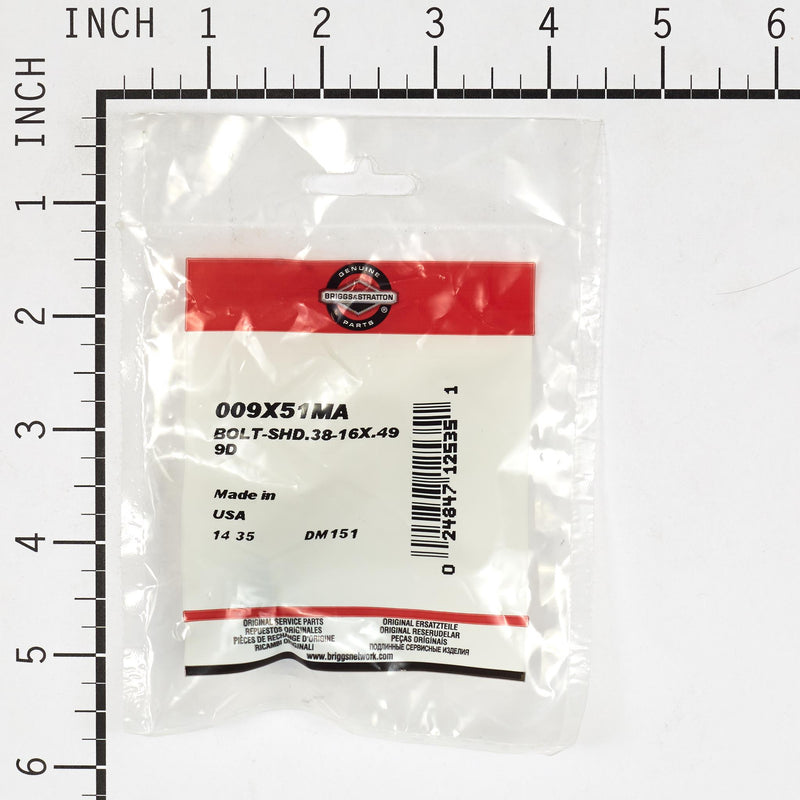 INCH 1 2 3 4 5 6
INCH
1
2
3
4
5
6
GENUINE
BRIGGS&STRATTON
®
PARTS
009X51MA
BOLT-SHD.38-16X.49
9D
Made in
USA
14 35 DM151
0 24847 12535 1
ORIGINAL SERVICE PARTS
REPUESTOS ORIGINALES
PIÈCES DE RECHANGE D'ORIGINE
RICAMBI ORIGINALI
ORIGINAL ERSATZTEILE
ORIGINAL RESERUDELAR
PEÇAS ORIGINAIS
ПОДЛИННЫЕ СЕРВИСНЫЕ ИЗДЕЛИЯ
www.briggsnetwork.com